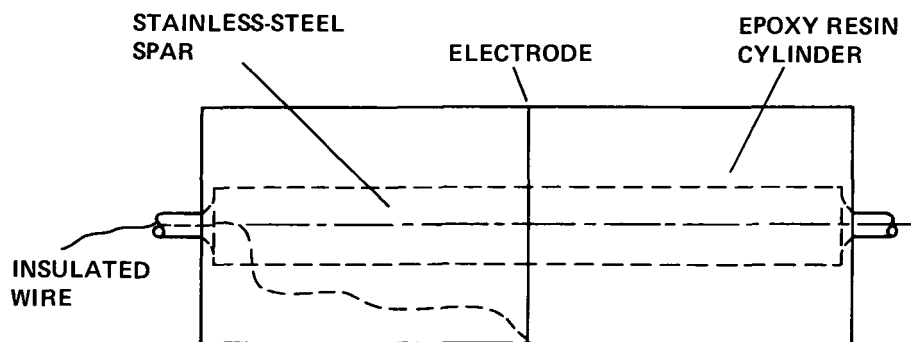 STAINLESS-STEEL
SPAR
ELECTRODE
EPOXY RESIN
CYLINDER
INSULATED
WIRE